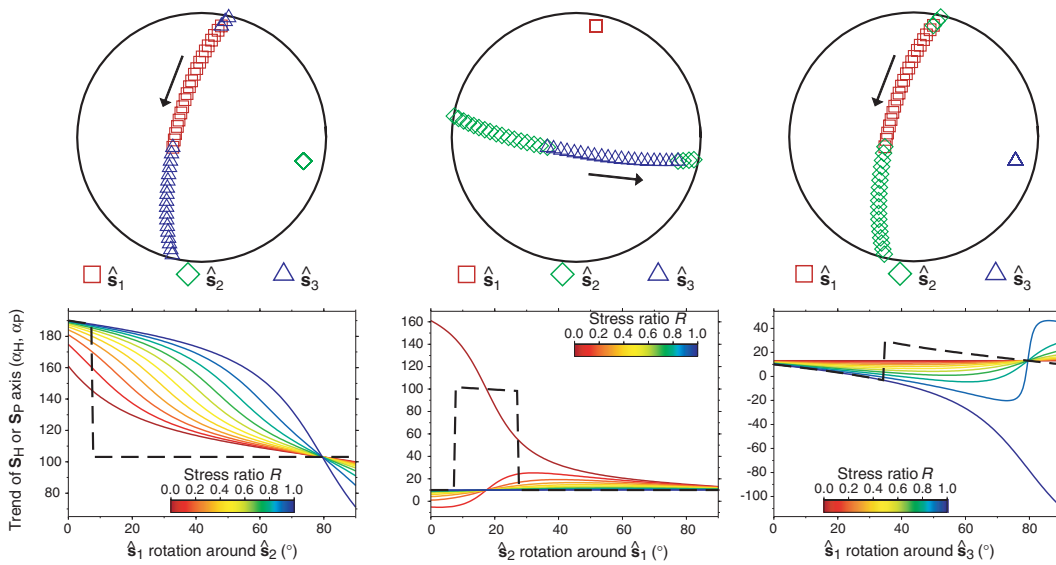 ŝ1 ŝ2 ŝ3
ŝ1 ŝ2 ŝ3
ŝ1 ŝ2 ŝ3
Trend of SH or SP axis (αH, αP)
180
160
140
120
100
80
Stress ratio R
0.0 0.2 0.4 0.6 0.8 1.0
0 20 40 60 80
ŝ1 rotation around ŝ2 (°)
160
140
120
100
80
60
40
20
0
Stress ratio R
0.0 0.2 0.4 0.6 0.8 1.0
0 20 40 60 80
ŝ2 rotation around ŝ1 (°)
40
20
0
-20
-40
-60
-80
-100
Stress ratio R
0.0 0.2 0.4 0.6 0.8 1.0
0 20 40 60 80
ŝ1 rotation around ŝ3 (°)